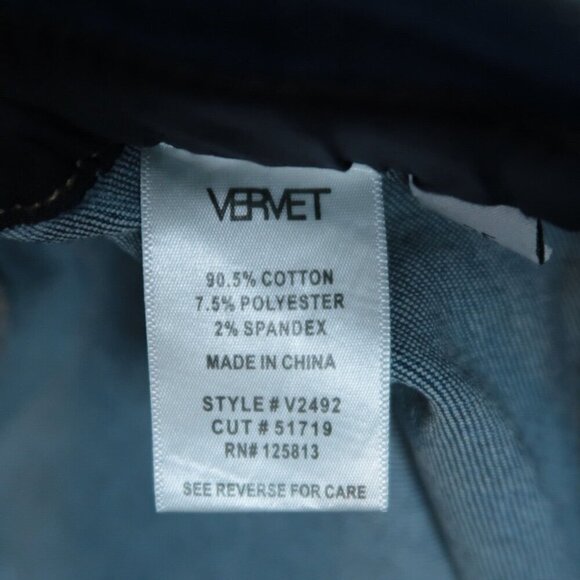 VERVET
90.5% COTTON
7.5% POLYESTER
2% SPANDEX
MADE IN CHINA
STYLE # V2492
CUT # 51719
RN# 125813
SEE REVERSE FOR CARE